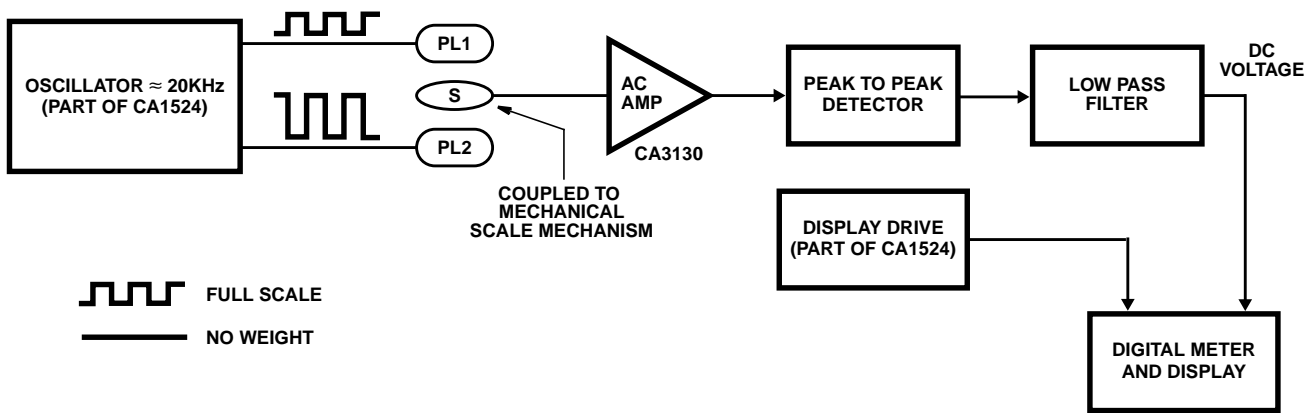 OSCILLATOR ≈ 20KHz
(PART OF CA1524)
PL1
S
PL2
COUPLED TO
MECHANICAL
SCALE MECHANISM
AC
AMP
CA3130
PEAK TO PEAK
DETECTOR
LOW PASS
FILTER
DC
VOLTAGE
DISPLAY DRIVE
(PART OF CA1524)
DIGITAL METER
AND DISPLAY
FULL SCALE
NO WEIGHT